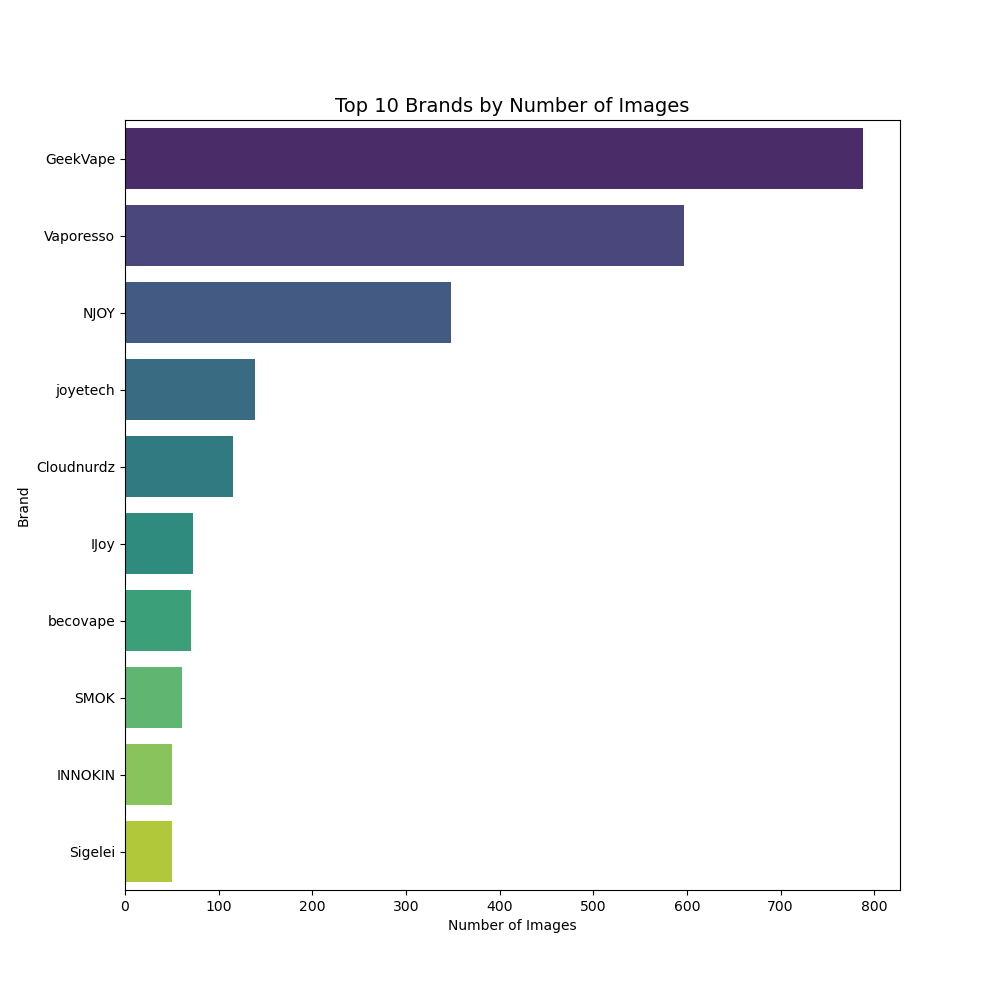 Top 10 Brands by Number of Images
GeekVape
Vaporesso
NJOY
joyetech
Cloudnurdz
IJoy
becovape
SMOK
INNOKIN
Sigelei
Brand
0 100 200 300 400 500 600 700 800
Number of Images